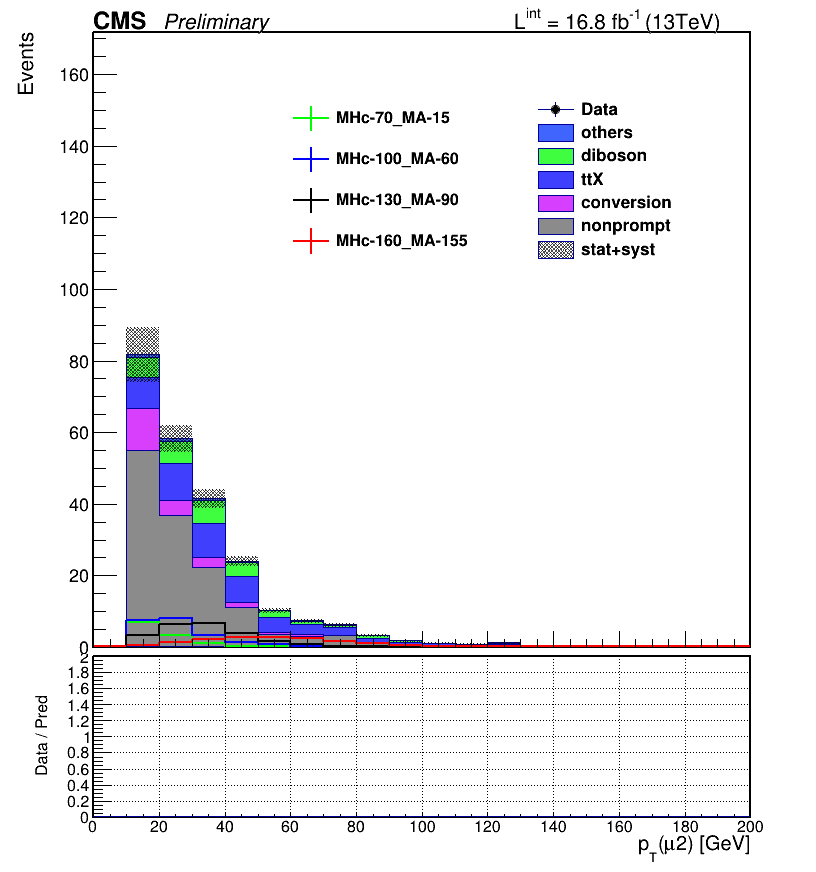 CMS Preliminary
L^int = 16.8 fb^-1 (13TeV)
Events
160
140
120
100
80
60
40
20
0
MHc-70_MA-15
MHc-100_MA-60
MHc-130_MA-90
MHc-160_MA-155
Data
others
diboson
ttX
conversion
nonprompt
stat+syst
Data / Pred
2
1.8
1.6
1.4
1.2
1
0.8
0.6
0.4
0.2
0
0 20 40 60 80 100 120 140 160 180 200
p_T(μ2) [GeV]